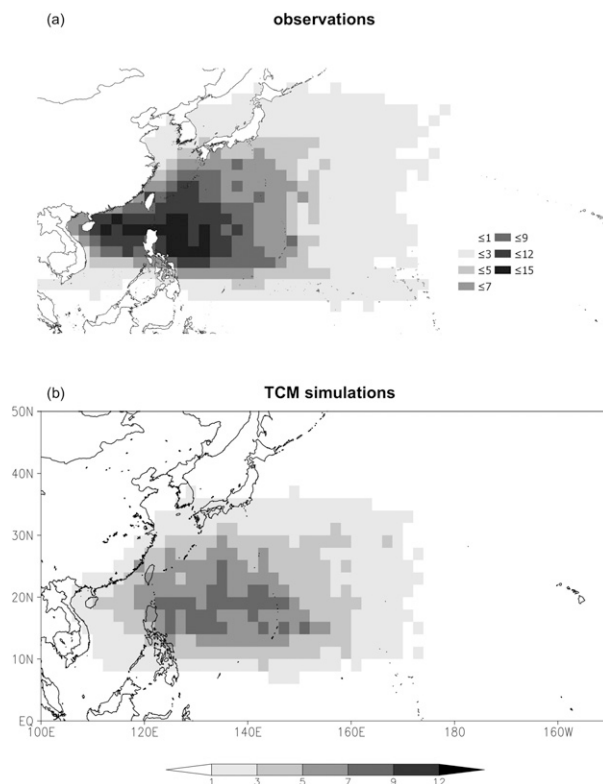 (a) observations
≤1 ≤9
≤3 ≤12
≤5 ≤15
≤7
(b) TCM simulations
50N
40N
30N
20N
10N
EQ
100E 120E 140E 160E 180 160W
1 3 5 7 9 12